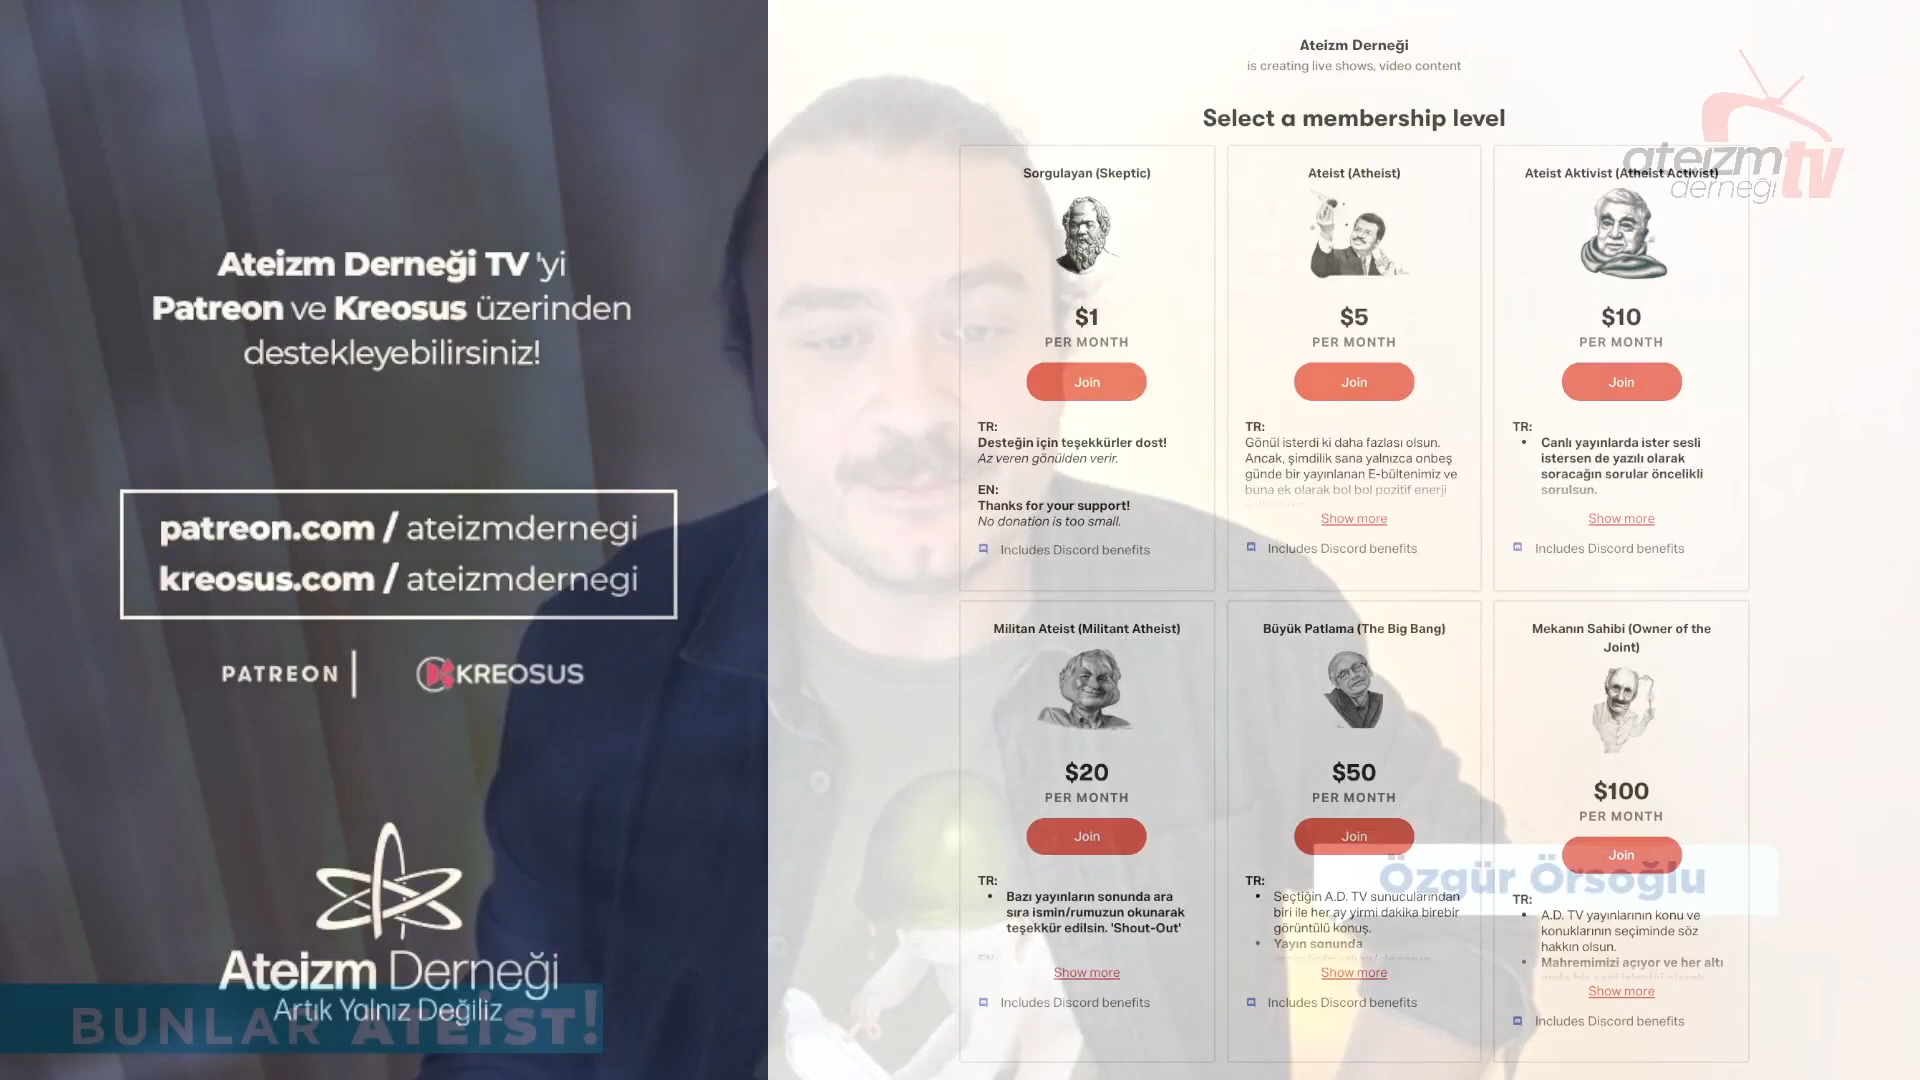 Ateizm Derneği TV 'yi
Patreon ve Kreosus üzerinden
destekleyebilirsiniz!
patreon.com / ateizmdernegi
kreosus.com / ateizmdernegi
PATREON
KREOSUS
Ateizm Derneği
Artık Yalnız Değiliz
BUNLAR ATEİST!
Ateizm Derneği
is creating live shows, video content
Select a membership level
ateizm
derneği
tv
Sorgulayan (Skeptic)
$1
PER MONTH
Join
TR:
Desteğin için teşekkürler dost!
Az veren gönülden verir.
EN:
Thanks for your support!
No donation is too small.
Includes Discord benefits
Ateist (Atheist)
$5
PER MONTH
Join
TR:
Gönül isterdi ki daha fazlası olsun.
Ancak, şimdilik sana yalnızca onbeş
günde bir yayınlanan E-bültenimiz ve
buna ek olarak bol bol pozitif enerji
Show more
Includes Discord benefits
Ateist Aktivist (Atheist Activist)
$10
PER MONTH
Join
TR:
• Canlı yayınlarda ister sesli
istersen de yazılı olarak
soracağın sorular öncelikli
sorulsun.
Show more
Includes Discord benefits
Militan Ateist (Militant Atheist)
$20
PER MONTH
Join
TR:
• Bazı yayınların sonunda ara
sıra ismin/rumuzun okunarak
teşekkür edilsin. 'Shout-Out'
EN:
Show more
Includes Discord benefits
Büyük Patlama (The Big Bang)
$50
PER MONTH
Join
TR:
• Seçtiğin A.D. TV sunucularından
biri ile her ay yirmi dakika birebir
görüntülü konuş.
• Yayın sonunda
Show more
Includes Discord benefits
Mekanın Sahibi (Owner of the
Joint)
$100
PER MONTH
Join
Özgür Örsoğlu
TR:
• A.D. TV yayınlarının konu ve
konuklarının seçiminde söz
hakkın olsun.
• Mahremimizi açıyor ve her altı
Show more
Includes Discord benefits